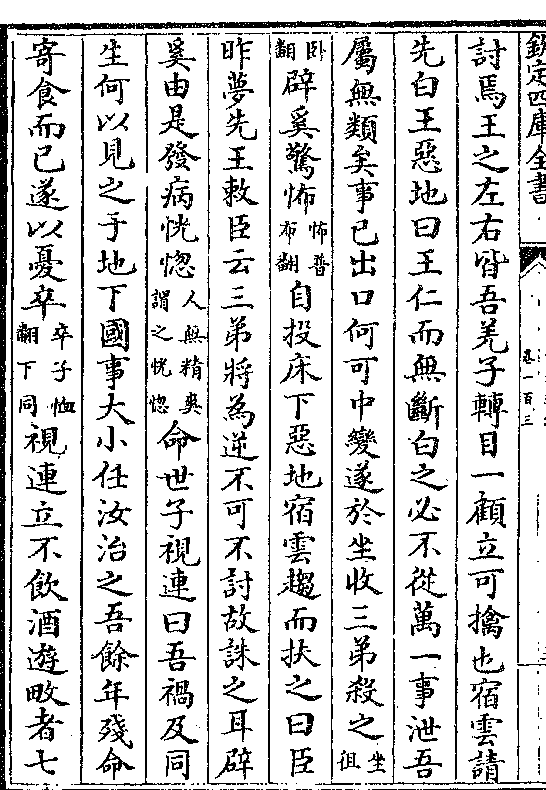 欽定四庫全書
卷一百三
討焉王之左右皆吾羌子轉目一顧立可擒也宿雲請
先白王惡地曰王仁而無斷白之必不從萬一事泄吾
屬無類矣事已出口何可中變遂於坐收三弟殺之坐徂
卧翻辟奚驚怖怖普布翻自投床下惡地宿雲趨而扶之曰臣
昨夢先王敕臣云三弟將為逆不可不討故誅之耳辟
奚由是發病恍惚人無精爽謂之恍惚命世子視連曰吾禍及同
生何以見之于地下國事大小任汝治之吾餘年殘命
寄食而已遂以憂卒卒子恤翻下同視連立不飲酒遊畋者七